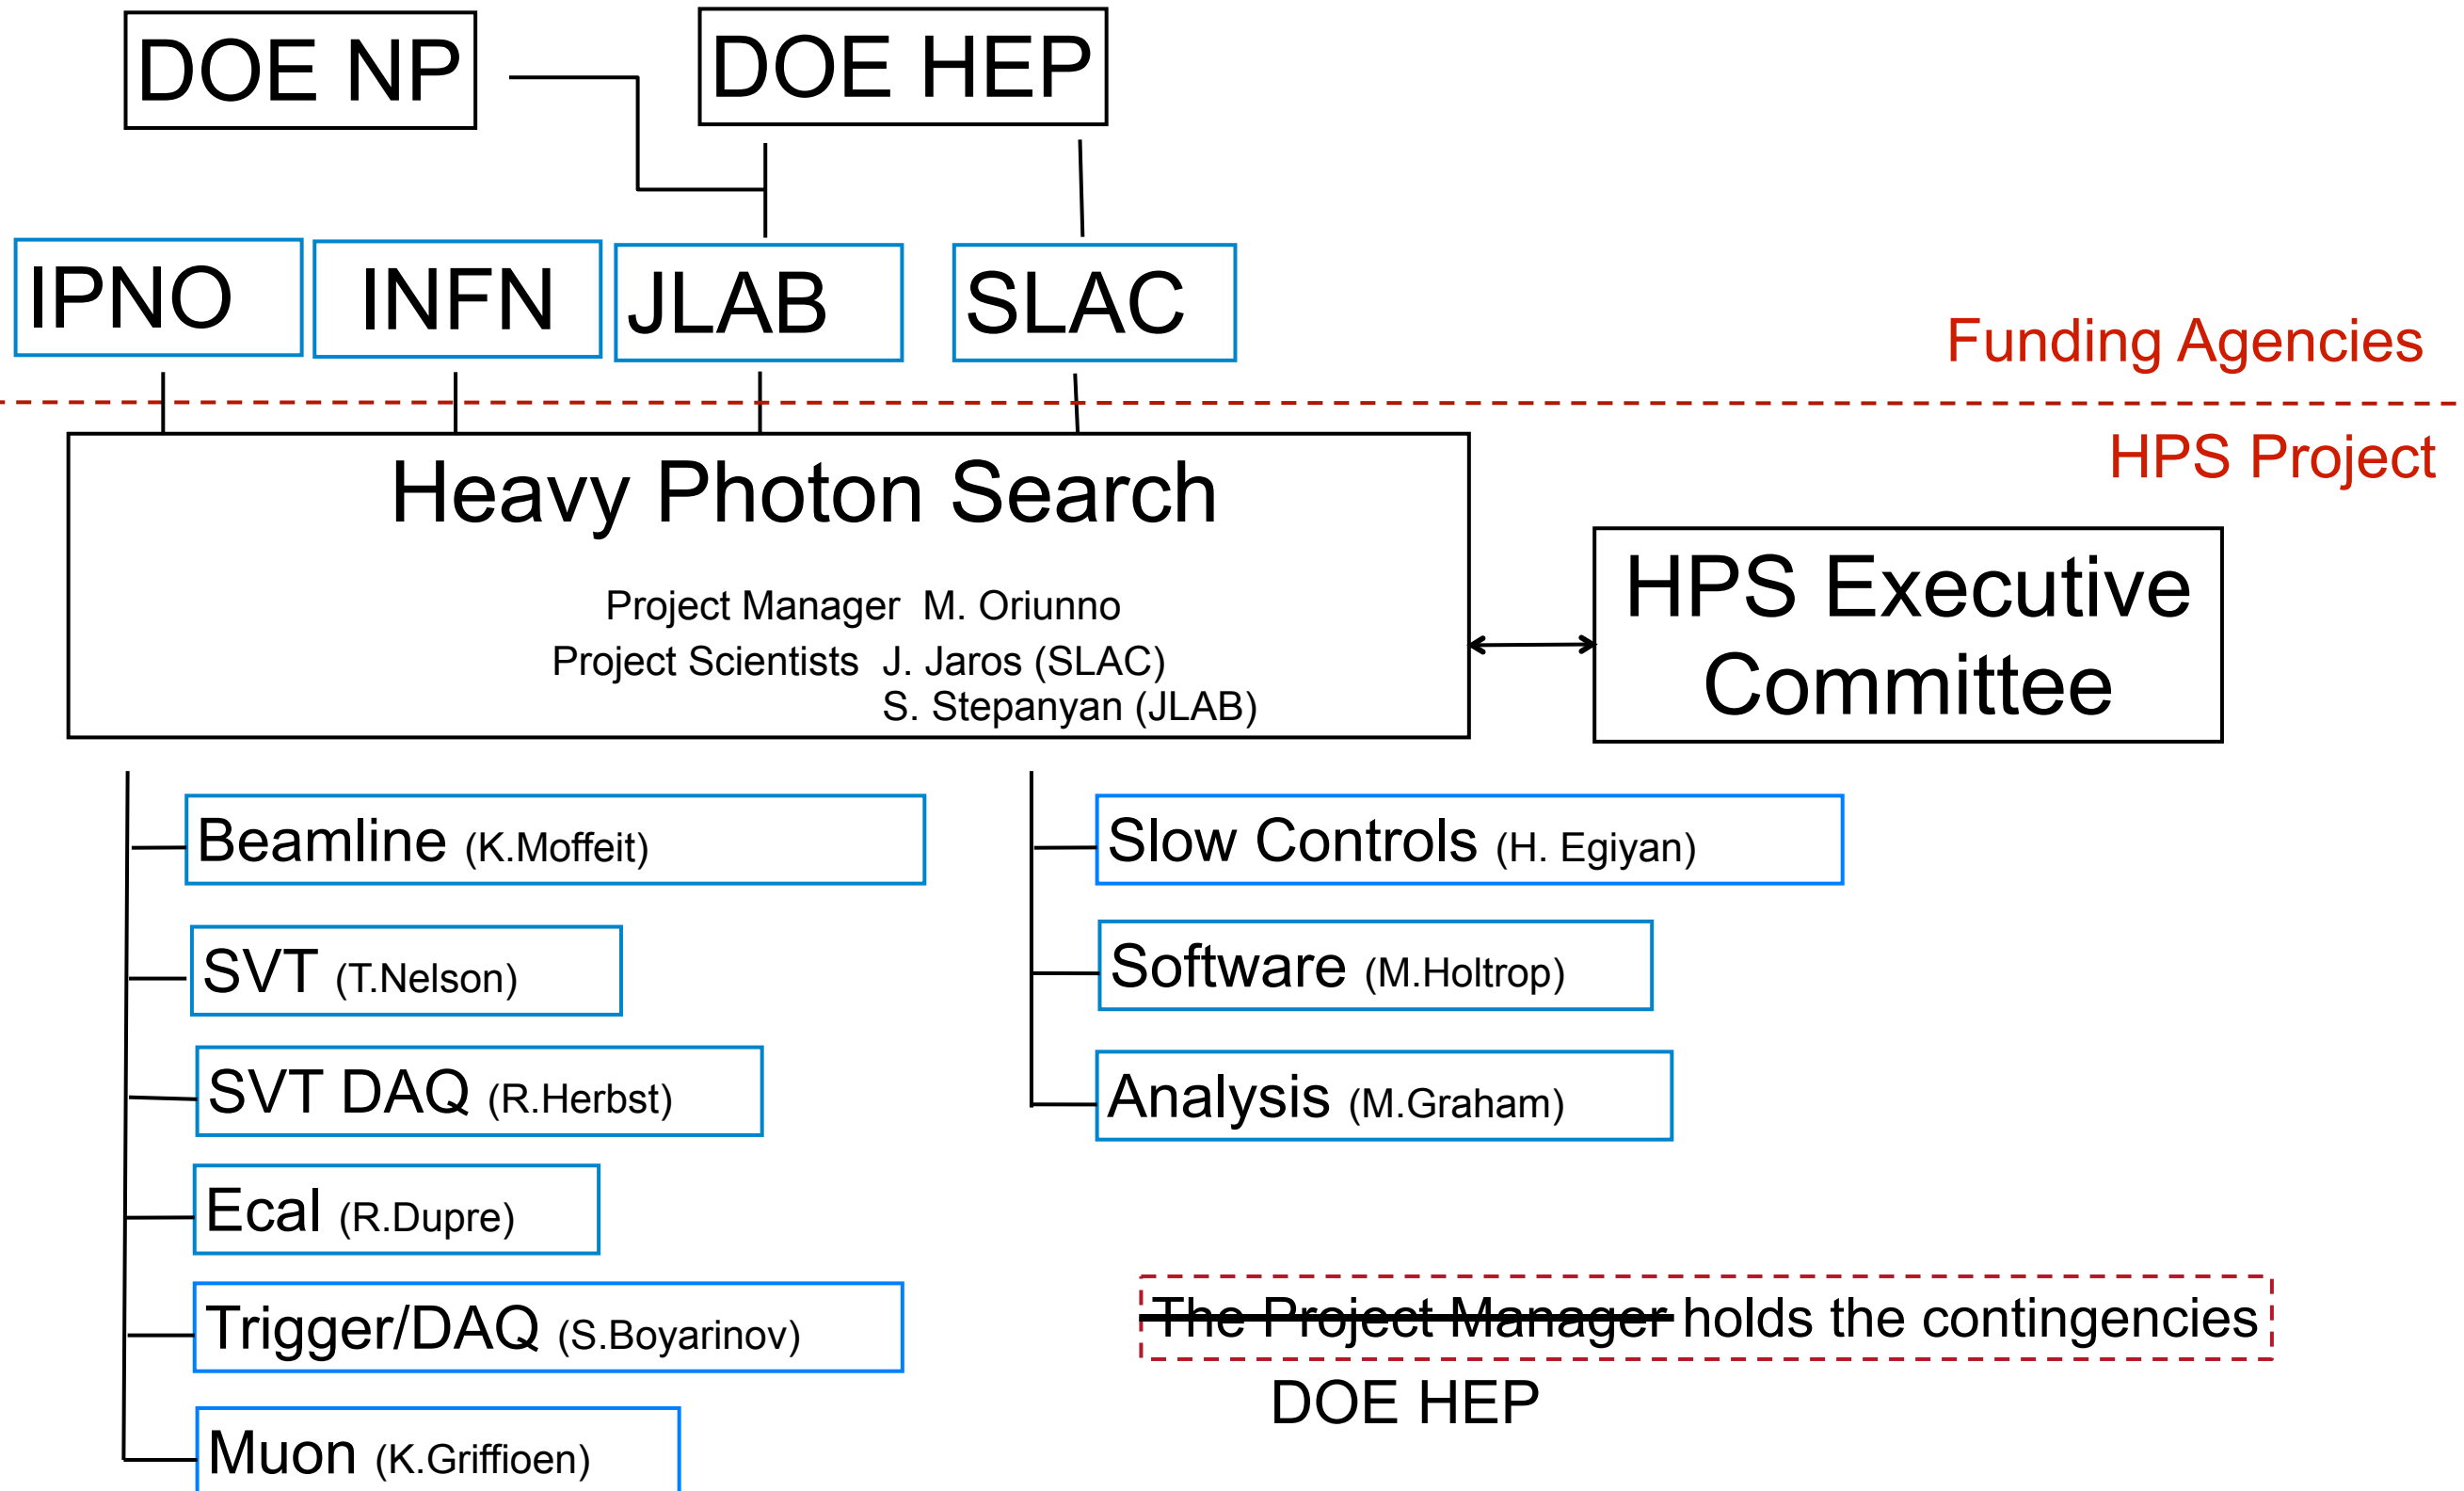 DOE NP
DOE HEP
IPNO
INFN
JLAB
SLAC
Funding Agencies
HPS Project
Heavy Photon Search
Project Manager M. Oriunno
Project Scientists J. Jaros (SLAC)
S. Stepanyan (JLAB)
HPS Executive
Committee
Beamline (K.Moffeit)
SVT (T.Nelson)
SVT DAQ (R.Herbst)
Ecal (R.Dupre)
Trigger/DAQ (S.Boyarinov)
Muon (K.Griffioen)
Slow Controls (H. Egiyan)
Software (M.Holtrop)
Analysis (M.Graham)
The Project Manager holds the contingencies
DOE HEP